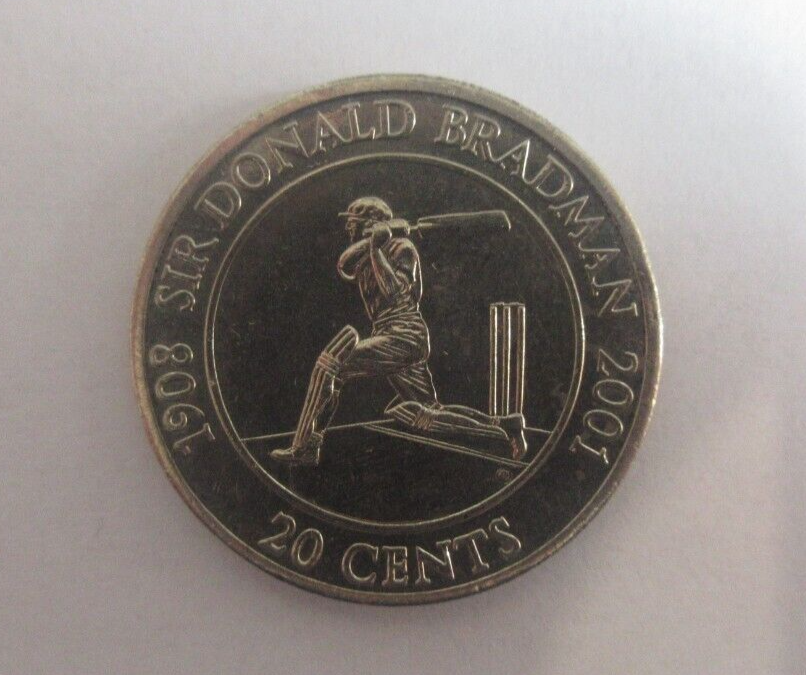 1908 SIR DONALD BRADMAN 2001
20 CENTS